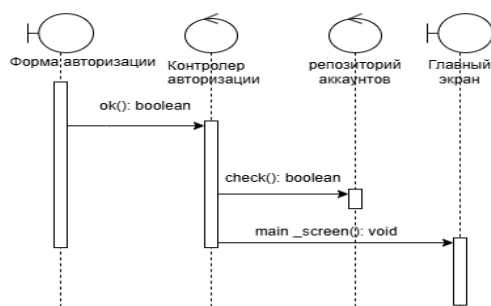 Форма авторизации
Контролер
авторизации
репозиторий
аккаунтов
Главный
экран
ok(): boolean
check(): boolean
main _screen(): void